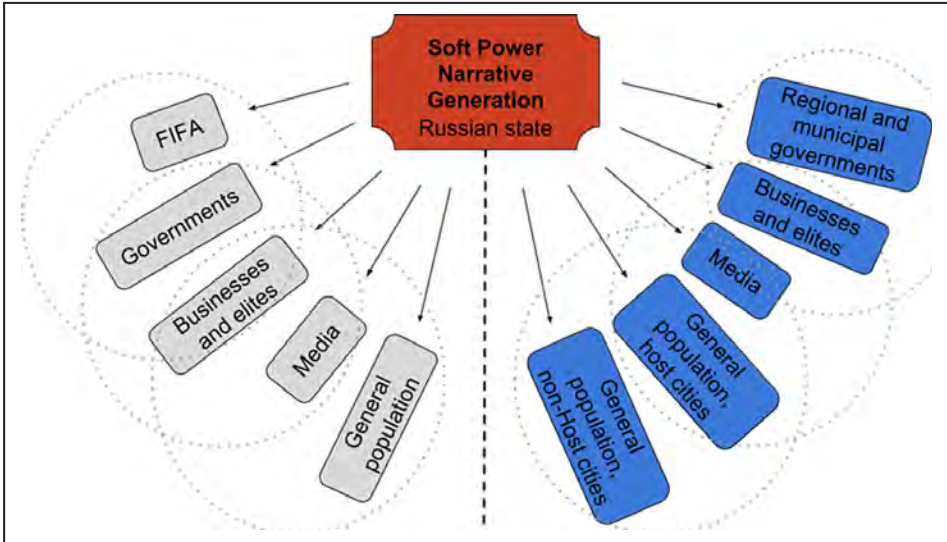 Soft Power
Narrative
Generation
Russian state
FIFA
Governments
Businesses
and elites
Media
General
population
Regional and
municipal
governments
Businesses
and elites
Media
General
population,
host cities
General
population,
non-Host cities